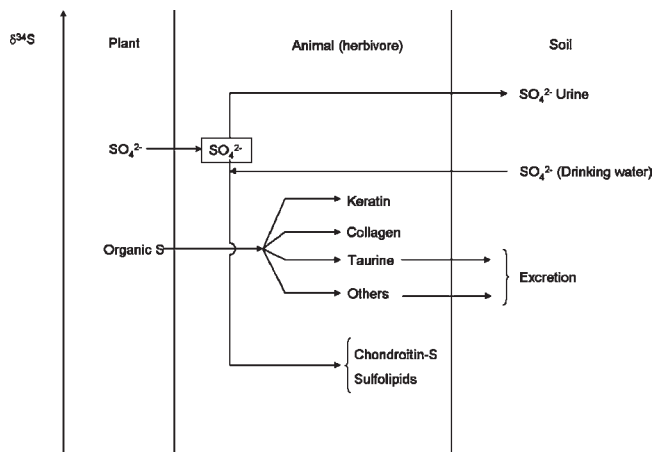 δ³⁴S
Plant
Animal (herbivore)
Soil
SO₄²⁻ Urine
SO₄²⁻
SO₄²⁻
SO₄²⁻ (Drinking water)
Keratin
Collagen
Organic S
Taurine
Excretion
Others
Chondroitin-S
Sulfolipids